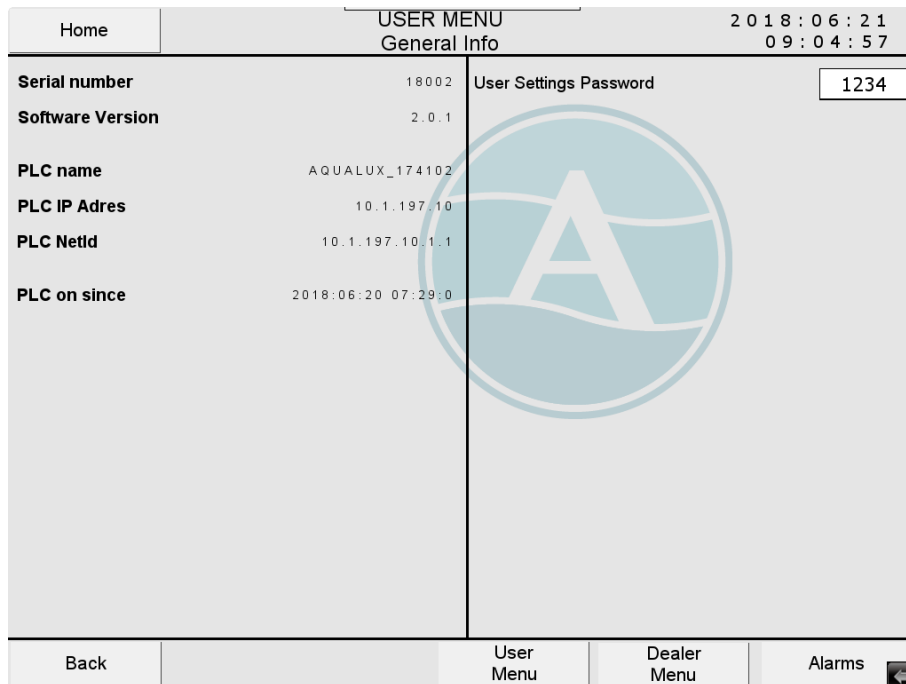 Home
USER MENU
General Info
2018:06:21
09:04:57
Serial number 18002
Software Version 2.0.1
PLC name AQUALUX_174102
PLC IP Adres 10.1.197.10
PLC NetId 10.1.197.10.1.1
PLC on since 2018:06:20 07:29:0
User Settings Password 1234
A
Back
User
Menu
Dealer
Menu
Alarms